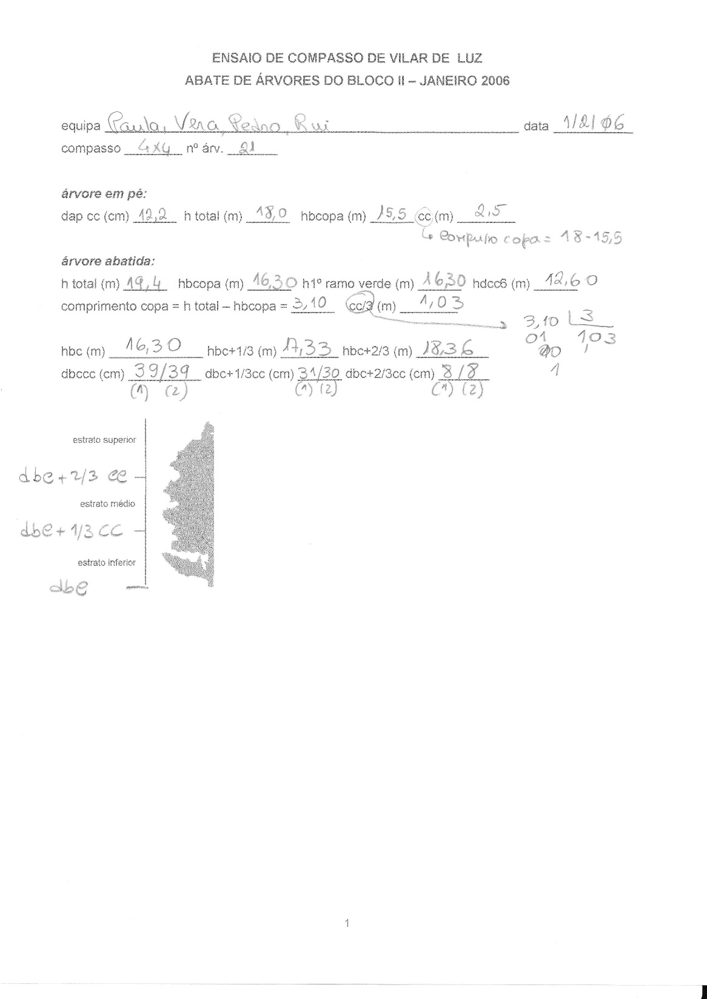 ENSAIO DE COMPASSO DE VILAR DE LUZ
ABATE DE ÁRVORES DO BLOCO II – JANEIRO 2006
equipa Paula, Vera, Pedro, Rui data 1/2/06
compasso 4x4 nº árv. 21
árvore em pé:
dap cc (cm) 12,2 h total (m) 18,0 hbcopa (m) 15,5 cc (m) 2.5
↳ copa = 18-15,5
árvore abatida:
h total (m) 19,4 hbcopa (m) 16,30 h1º ramo verde (m) 16,30 hdcc6 (m) 12,60
comprimento copa = h total – hbcopa = 3,10 cc/3 (m) 1,03
3,10 3
01 1,03
hbc (m) 16,30 hbc+1/3 (m) 17,33 hbc+2/3 (m) 18,36
1
dbccc (cm) 39/39 dbc+1/3cc (cm) 31/30 dbc+2/3cc (cm) 8/8
(1) (2) (1) (2) (1) (2)
estrato superior
dbc + 2/3 cc
estrato médio
dbc + 1/3 cc
estrato inferior
dbc
1